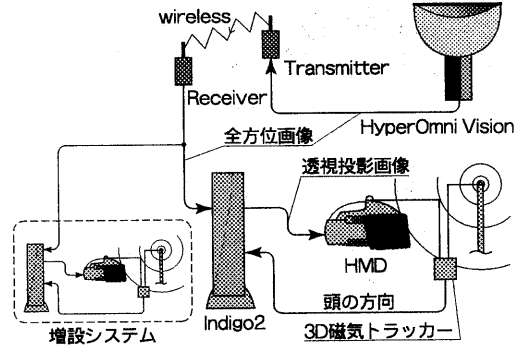 wireless
Transmitter
Receiver
HyperOmni Vision
全方位画像
透視投影画像
HMD
頭の方向
Indigo2
3D磁気トラッカー
増設システム